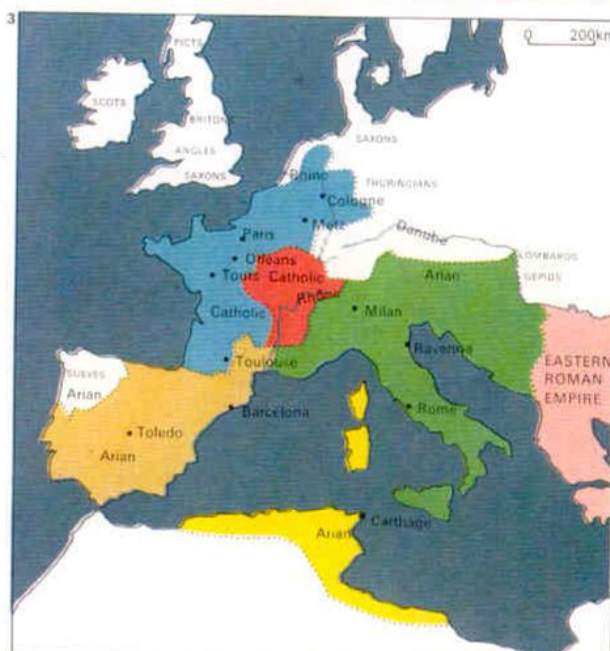 3
PICTS
0 200km
SCOTS
BRITONS
ANGLES
SAXONS
SAXONS
Rhine
THURINGIANS
Cologne
Metz
Paris
Danube
Orleans
LOMBARDS
Tours
Catholic
Arian
GEPIDS
Rhône
Catholic
Milan
Ravenna
Toulouse
SUEVES
Arian
EASTERN
ROMAN
EMPIRE
Barcelona
Rome
Toledo
Arian
Arian
Carthage